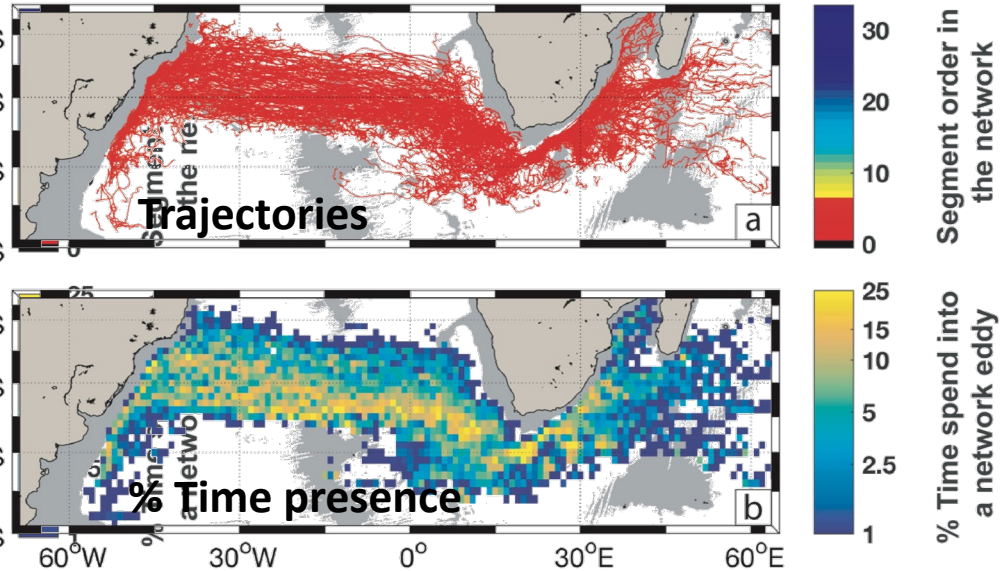 30
20
10
0
Segment order in
the network
Trajectories
a
0
25
15
10
5
2.5
1
% Time spend into
a network eddy
% Time presence
b
60°W
30°W
0°
30°E
60°E